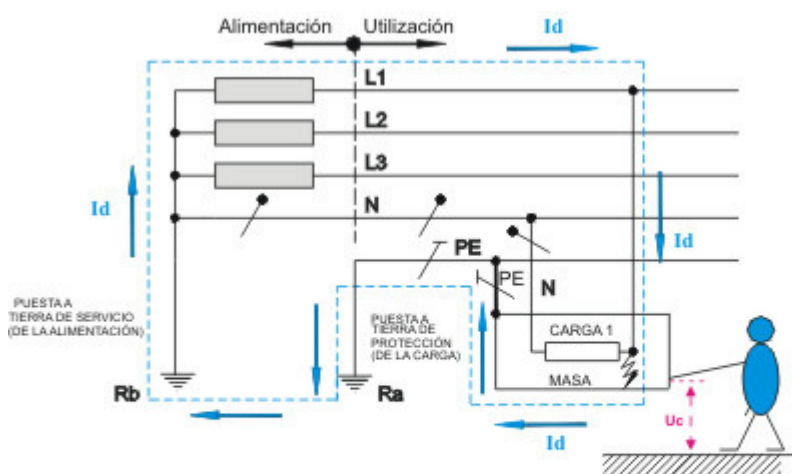 Alimentación Utilización
Id
L1
L2
L3
Id
N
Id
PE
PE
N
PUESTA A
TIERRA DE SERVICIO
(DE LA ALIMENTACIÓN)
PUESTA A
TIERRA DE
PROTECCIÓN
(DE LA CARGA)
CARGA 1
MASA
Rb
Ra
Uc
Id